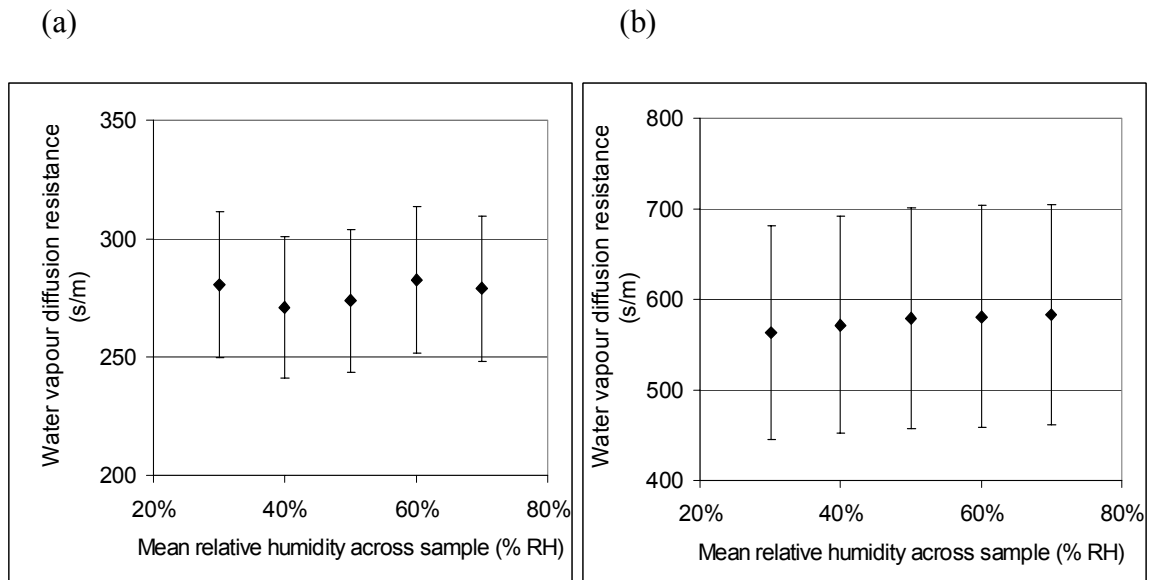 (a)
(b)
Water vapour diffusion resistance
(s/m)
350
300
250
200
20%
40%
60%
80%
Mean relative humidity across sample (% RH)
Water vapour diffusion resistance
(s/m)
800
700
600
500
400
20%
40%
60%
80%
Mean relative humidity across sample (% RH)